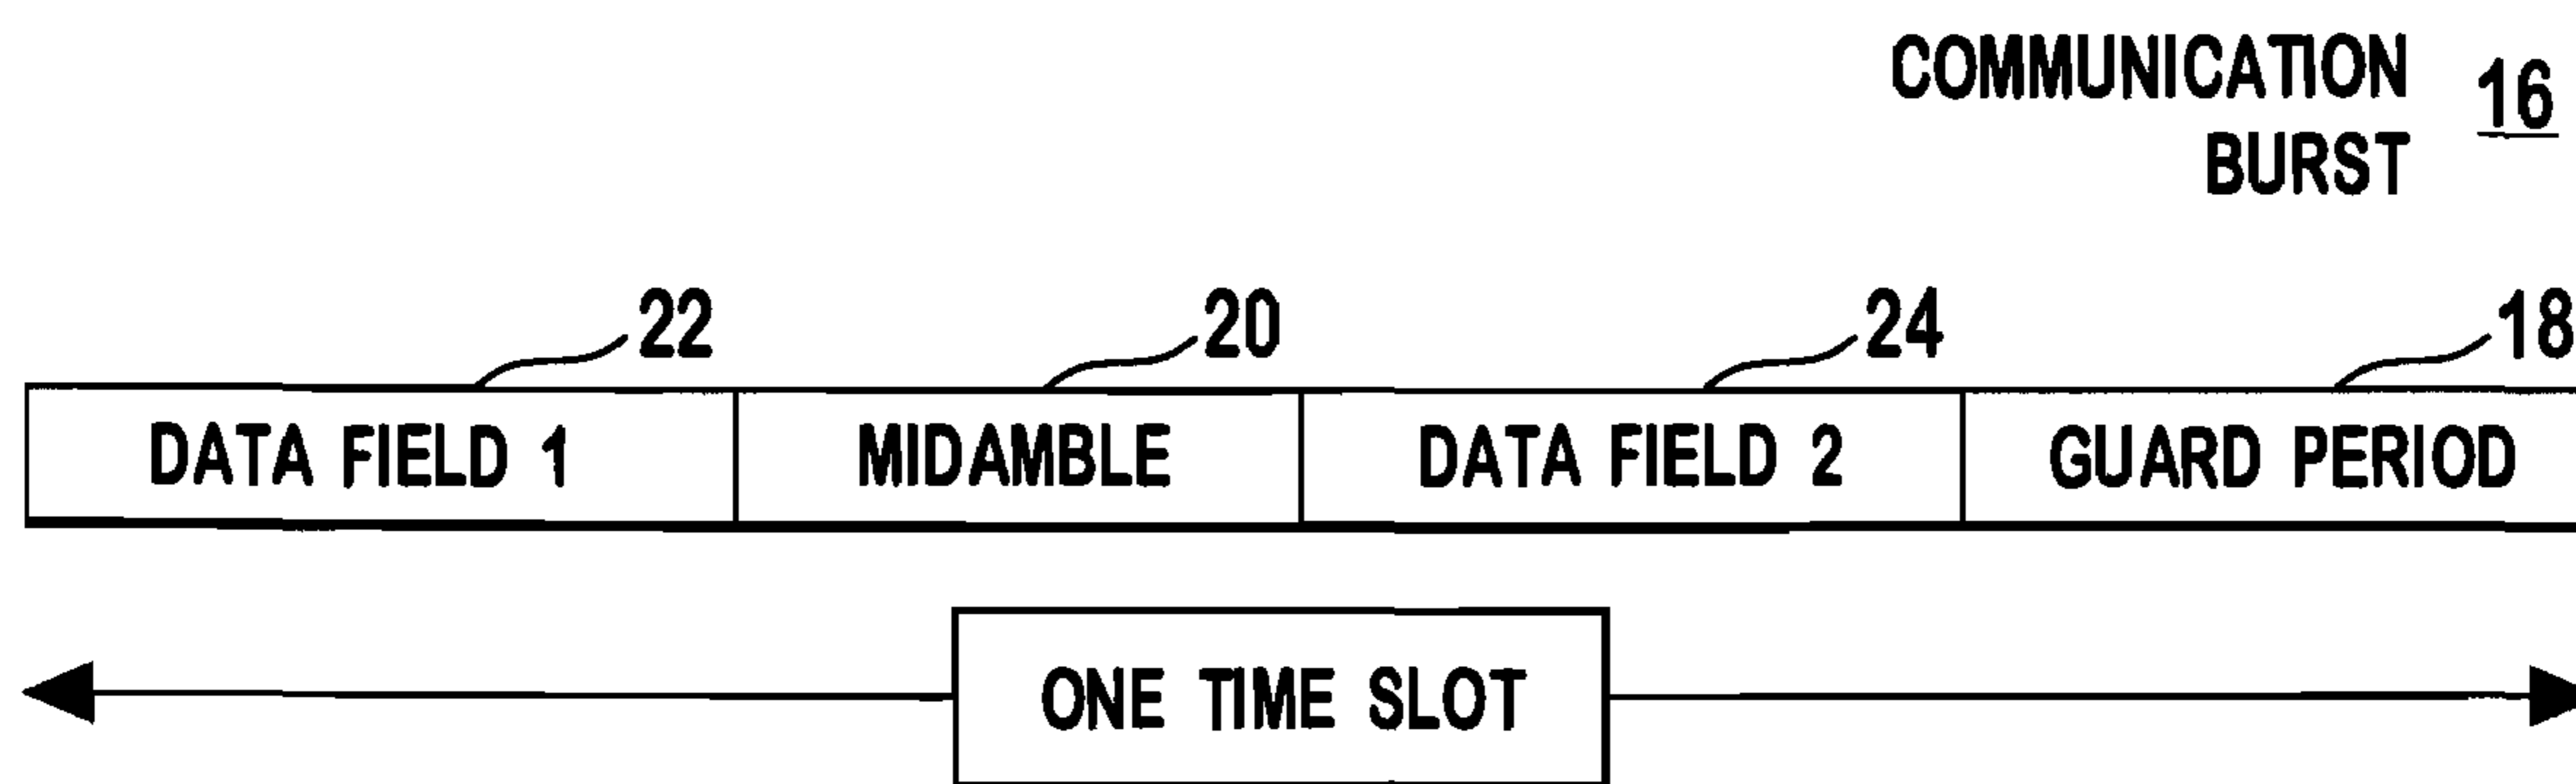 COMMUNICATION 16
BURST
22 20 24 18
DATA FIELD 1 MIDAMBLE DATA FIELD 2 GUARD PERIOD
ONE TIME SLOT